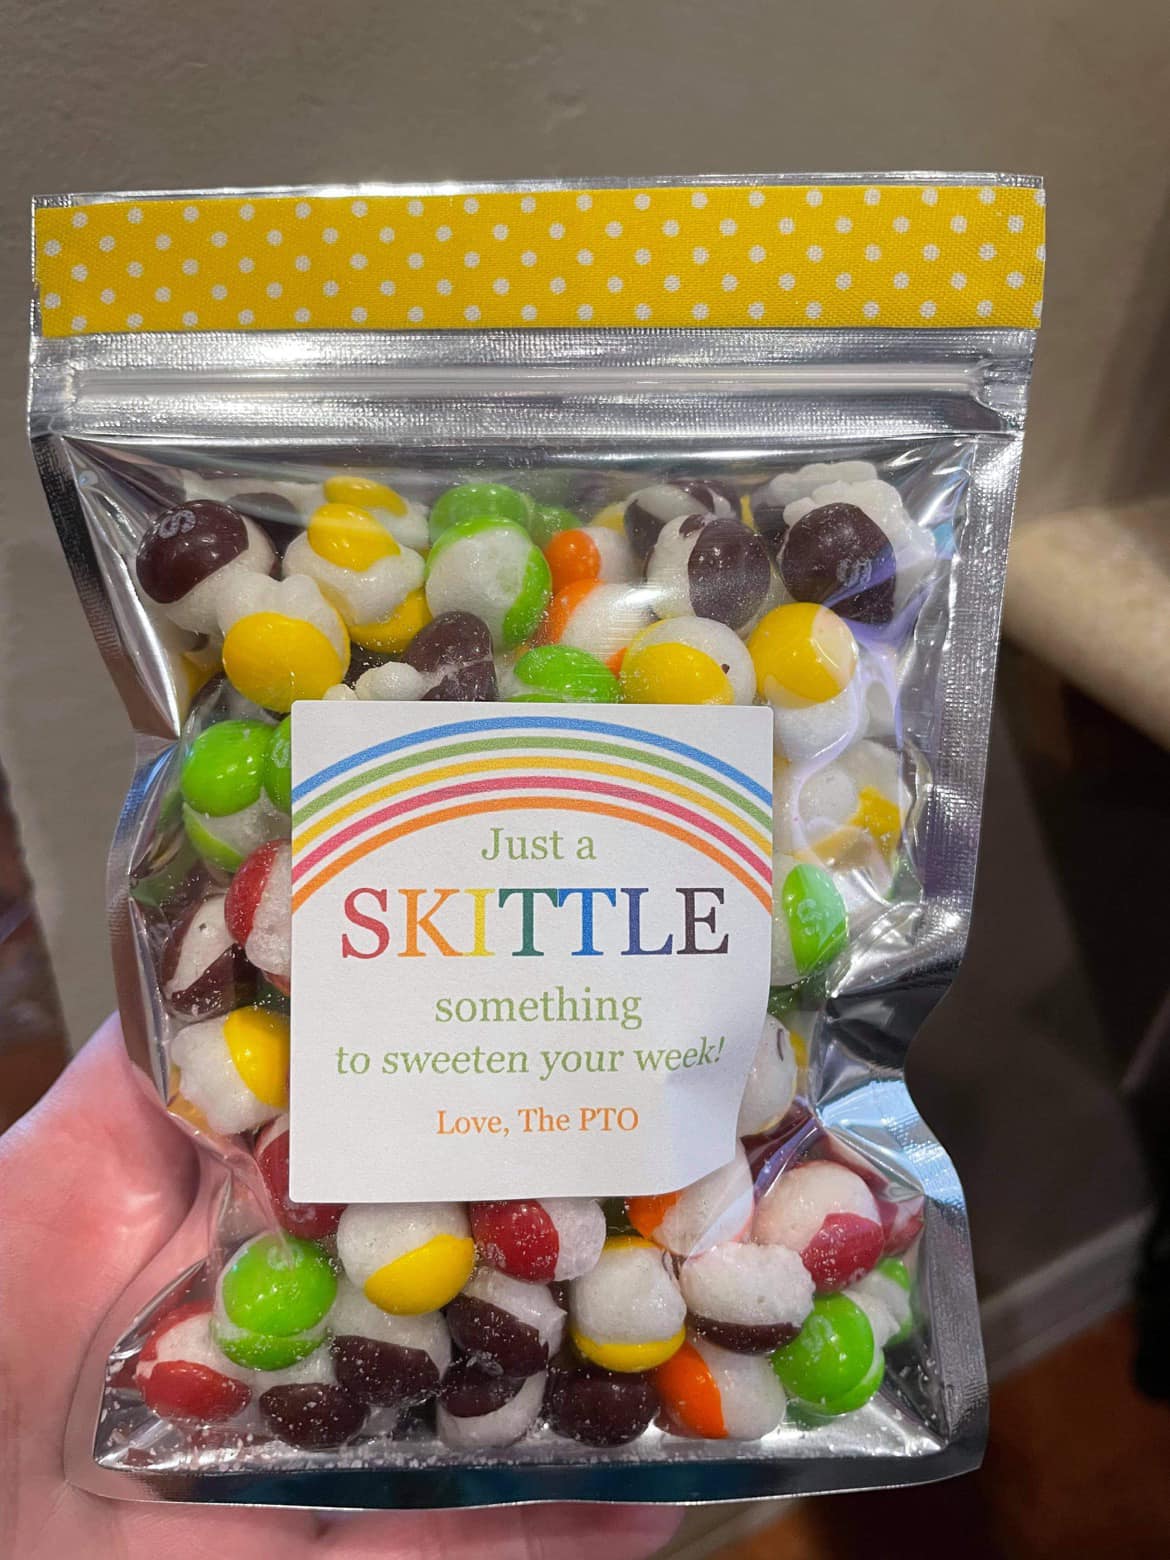 Just a
SKITTLE
something
to sweeten your week!
Love, The PTO
S
S
S